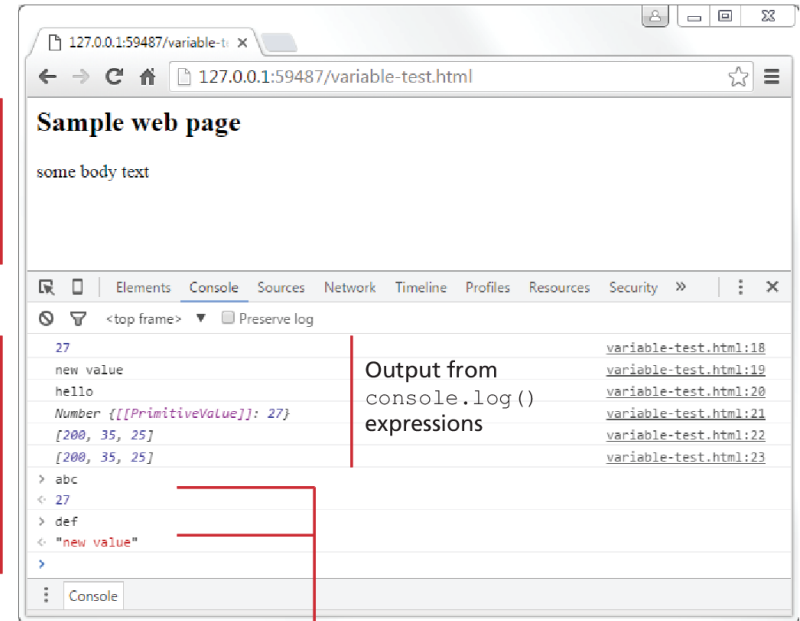 127.0.0.1:59487/variable-t
127.0.0.1:59487/variable-test.html
Sample web page
some body text
Elements Console Sources Network Timeline Profiles Resources Security »
<top frame> ▼ Preserve log
27 variable-test.html:18
new value variable-test.html:19
hello variable-test.html:20
Number {[[PrimitiveValue]]: 27} variable-test.html:21
[200, 35, 25] variable-test.html:22
[200, 35, 25] variable-test.html:23
Output from
console.log()
expressions
> abc
<· 27
> def
<· "new value"
>
Console